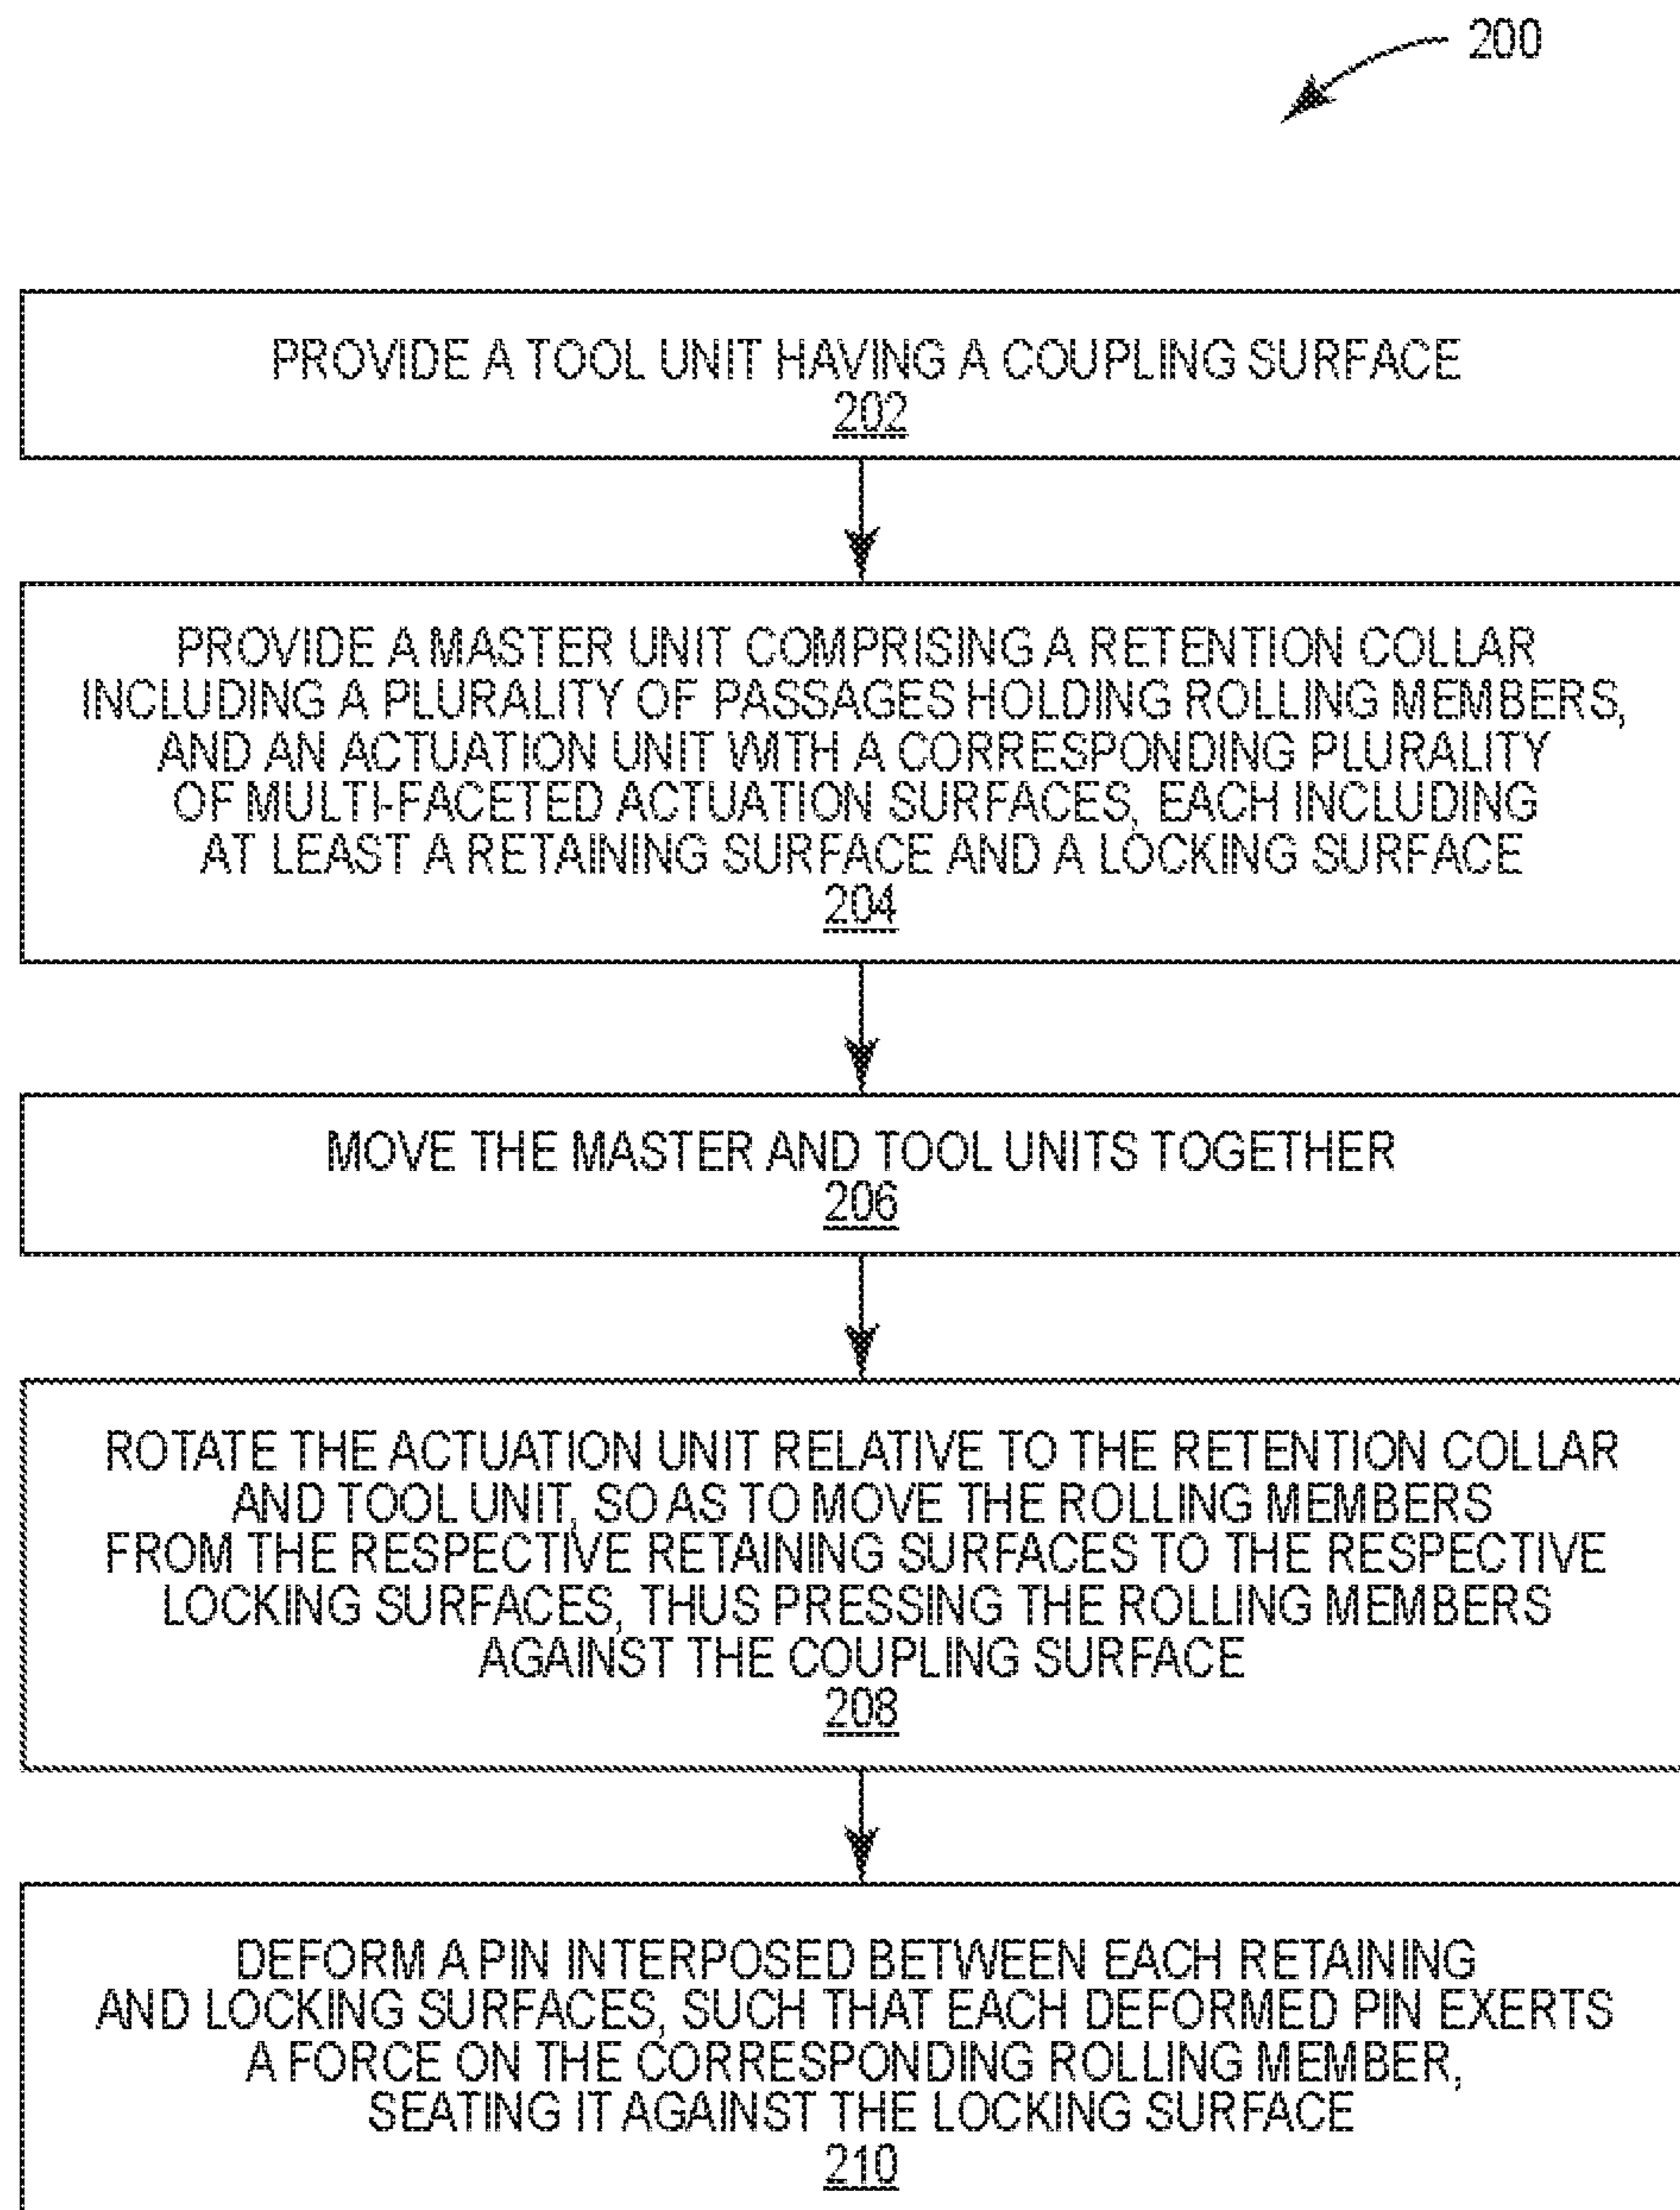 200
PROVIDE A TOOL UNIT HAVING A COUPLING SURFACE
202
PROVIDE A MASTER UNIT COMPRISING A RETENTION COLLAR
INCLUDING A PLURALITY OF PASSAGES HOLDING ROLLING MEMBERS,
AND AN ACTUATION UNIT WITH A CORRESPONDING PLURALITY
OF MULTI-FACETED ACTUATION SURFACES, EACH INCLUDING
AT LEAST A RETAINING SURFACE AND A LOCKING SURFACE
204
MOVE THE MASTER AND TOOL UNITS TOGETHER
206
ROTATE THE ACTUATION UNIT RELATIVE TO THE RETENTION COLLAR
AND TOOL UNIT, SO AS TO MOVE THE ROLLING MEMBERS
FROM THE RESPECTIVE RETAINING SURFACES TO THE RESPECTIVE
LOCKING SURFACES, THUS PRESSING THE ROLLING MEMBERS
AGAINST THE COUPLING SURFACE
208
DEFORM A PIN INTERPOSED BETWEEN EACH RETAINING
AND LOCKING SURFACES, SUCH THAT EACH DEFORMED PIN EXERTS
A FORCE ON THE CORRESPONDING ROLLING MEMBER,
SEATING IT AGAINST THE LOCKING SURFACE
210